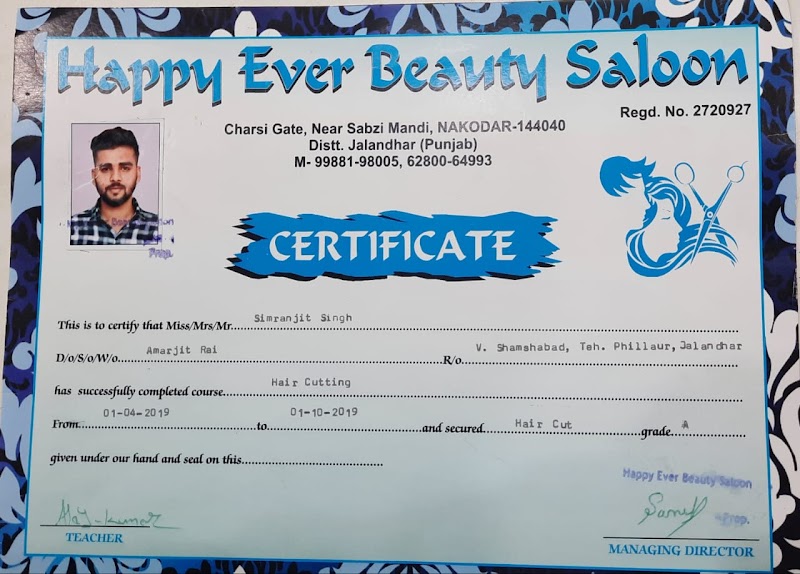 Happy Ever Beauty Saloon
Regd. No. 2720927
Charsi Gate, Near Sabzi Mandi, NAKODAR-144040
Distt. Jalandhar (Punjab)
M- 99881-98005, 62800-64993
Prop.
CERTIFICATE
This is to certify that Miss/Mrs/Mr. Simranjit Singh
D/o/S/o/W/o. Amarjit Rai R/o. V. Shamshabad, Teh. Phillaur, Jalandhar
has successfully completed course. Hair Cutting
From. 01-04-2019 to. 01-10-2019 and secured. Hair Cut grade. A
given under our hand and seal on this.
Happy Ever Beauty Saloon
Prop.
TEACHER
MANAGING DIRECTOR